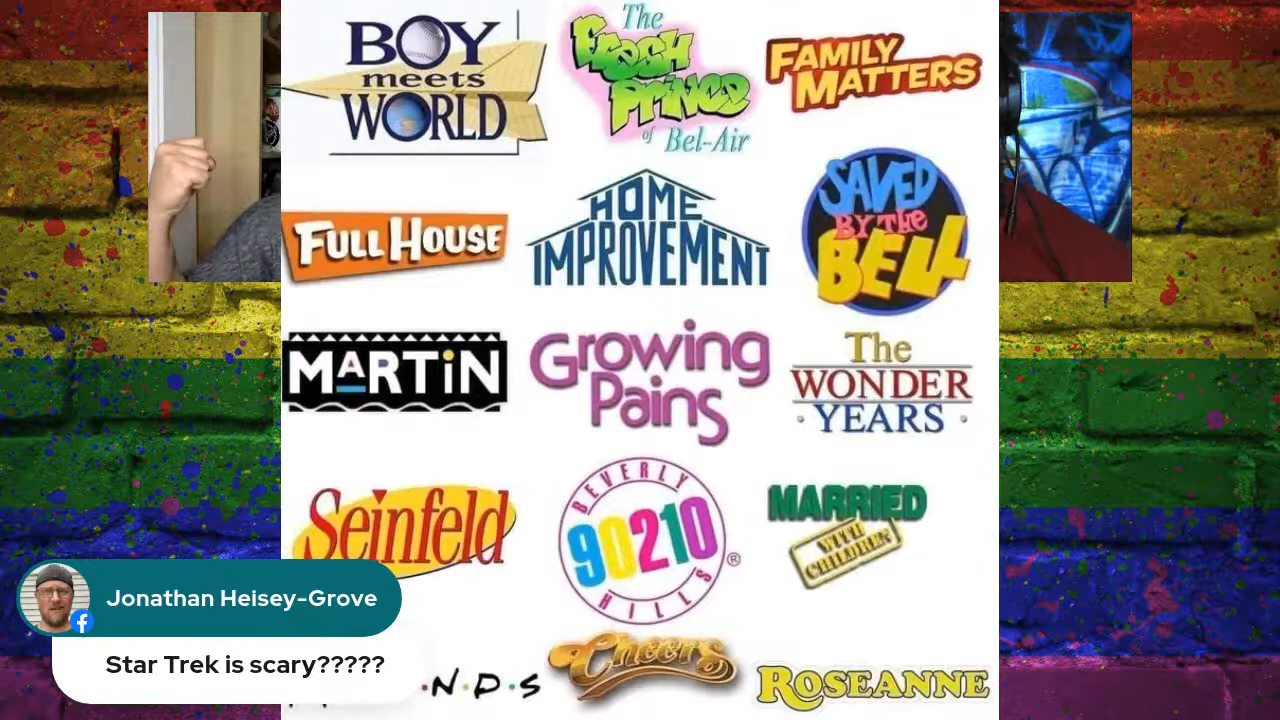 BOY
meets
WORLD
The
Fresh
Prince
of Bel-Air
FAMILY
MATTERS
FULL HOUSE
HOME
IMPROVEMENT
SAVED
BY THE
BELL
MARTIN
Growing
Pains
The
WONDER
YEARS
Seinfeld
BEVERLY
90210
HILLS
®
MARRIED
WITH
CHILDREN
N·D·S
Cheers
ROSEANNE
Jonathan Heisey-Grove
Star Trek is scary?????